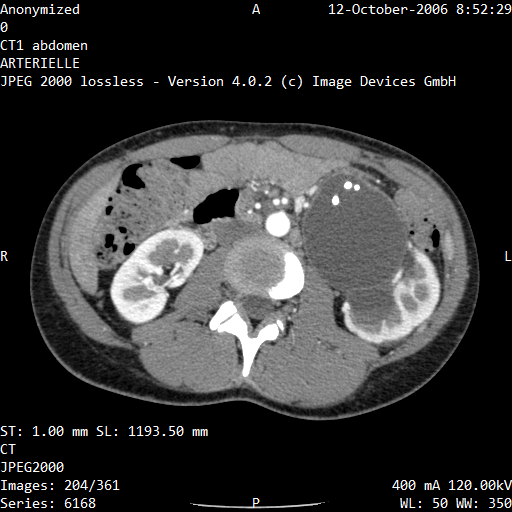 Anonymized A 12-October-2006 8:52:29
0
CT1 abdomen
ARTERIELLE
JPEG 2000 lossless - Version 4.0.2 (c) Image Devices GmbH
R L
ST: 1.00 mm SL: 1193.50 mm
CT
JPEG2000
Images: 204/361 400 mA 120.00kV
Series: 6168 P WL: 50 WW: 350